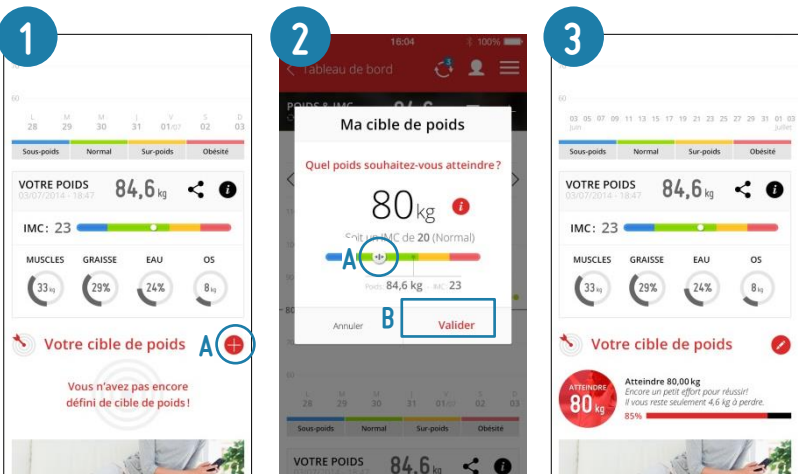 1
60
L M M J V S D
28 29 30 31 01/07 02 03
Sous-poids Normal Sur-poids Obésité
VOTRE POIDS 84,6 kg
03/07/2014 - 18:47
IMC: 23
MUSCLES GRAISSE EAU OS
33 kg 29% 24% 8 kg
Votre cible de poids A
Vous n'avez pas encore
défini de cible de poids !
2
16:04 100%
Tableau de bord
POIDS & IMC 84,6
Ma cible de poids
Quel poids souhaitez-vous atteindre ?
80 kg
Soit un IMC de 20 (Normal)
A
Poids 84,6 kg - IMC 23
80
B
Annuler Valider
60
L M M J V S D
28 29 30 31 01/07 02 03
Sous-poids Normal Sur-poids Obésité
VOTRE POIDS 84,6 kg
3
60
03 05 07 09 11 13 15 17 19 21 23 25 27 29 31 01 03
Juin Juillet
Sous-poids Normal Sur-poids Obésité
VOTRE POIDS 84,6 kg
03/07/2014 - 18:47
IMC: 23
MUSCLES GRAISSE EAU OS
33 kg 29% 24% 8 kg
Votre cible de poids
ATTEINDRE
80 kg
Atteindre 80,00 kg
Encore un petit effort pour réussir!
Il vous reste seulement 4,6 kg à perdre.
85%